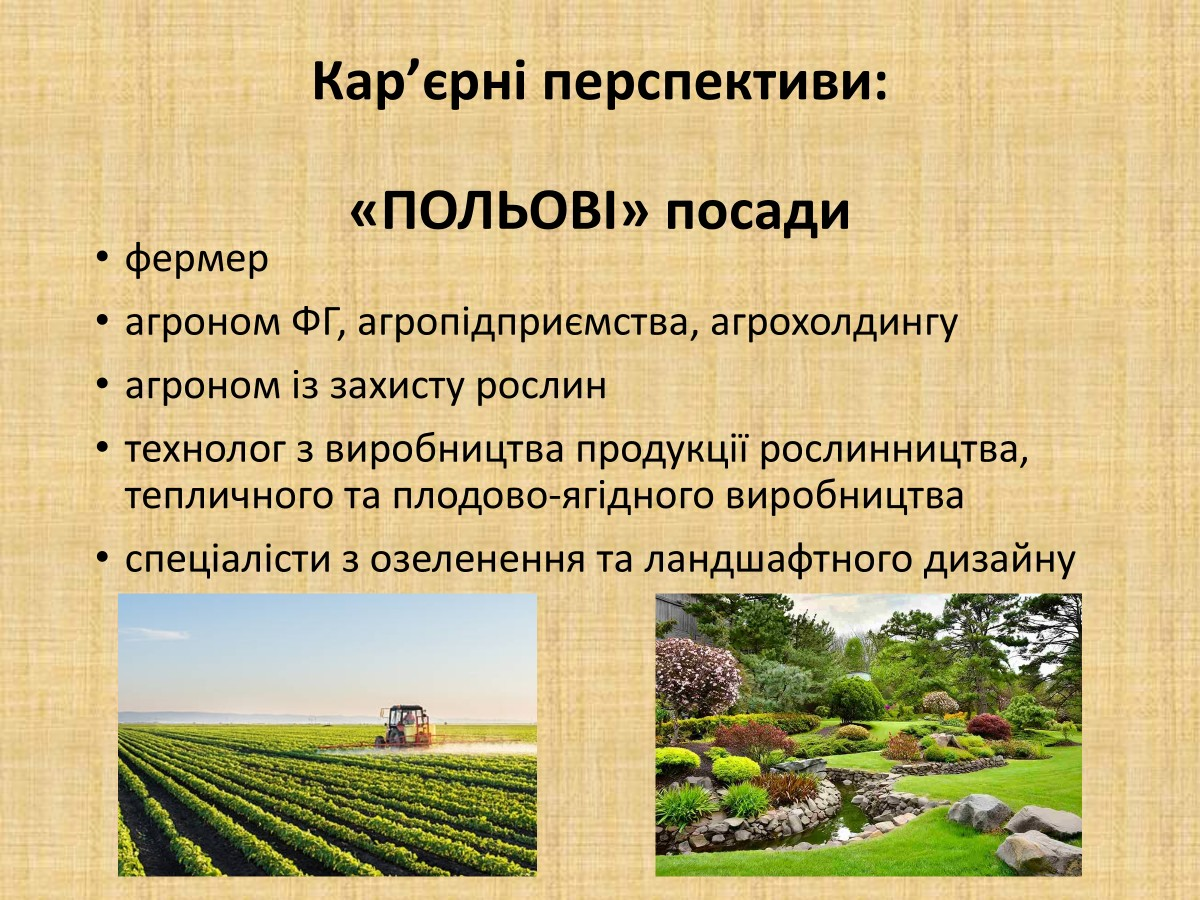 Кар’єрні перспективи:
«ПОЛЬОВІ» посади
• фермер
• агроном ФГ, агропідприємства, агрохолдингу
• агроном із захисту рослин
• технолог з виробництва продукції рослинництва,
тепличного та плодово-ягідного виробництва
• спеціалісти з озеленення та ландшафтного дизайну